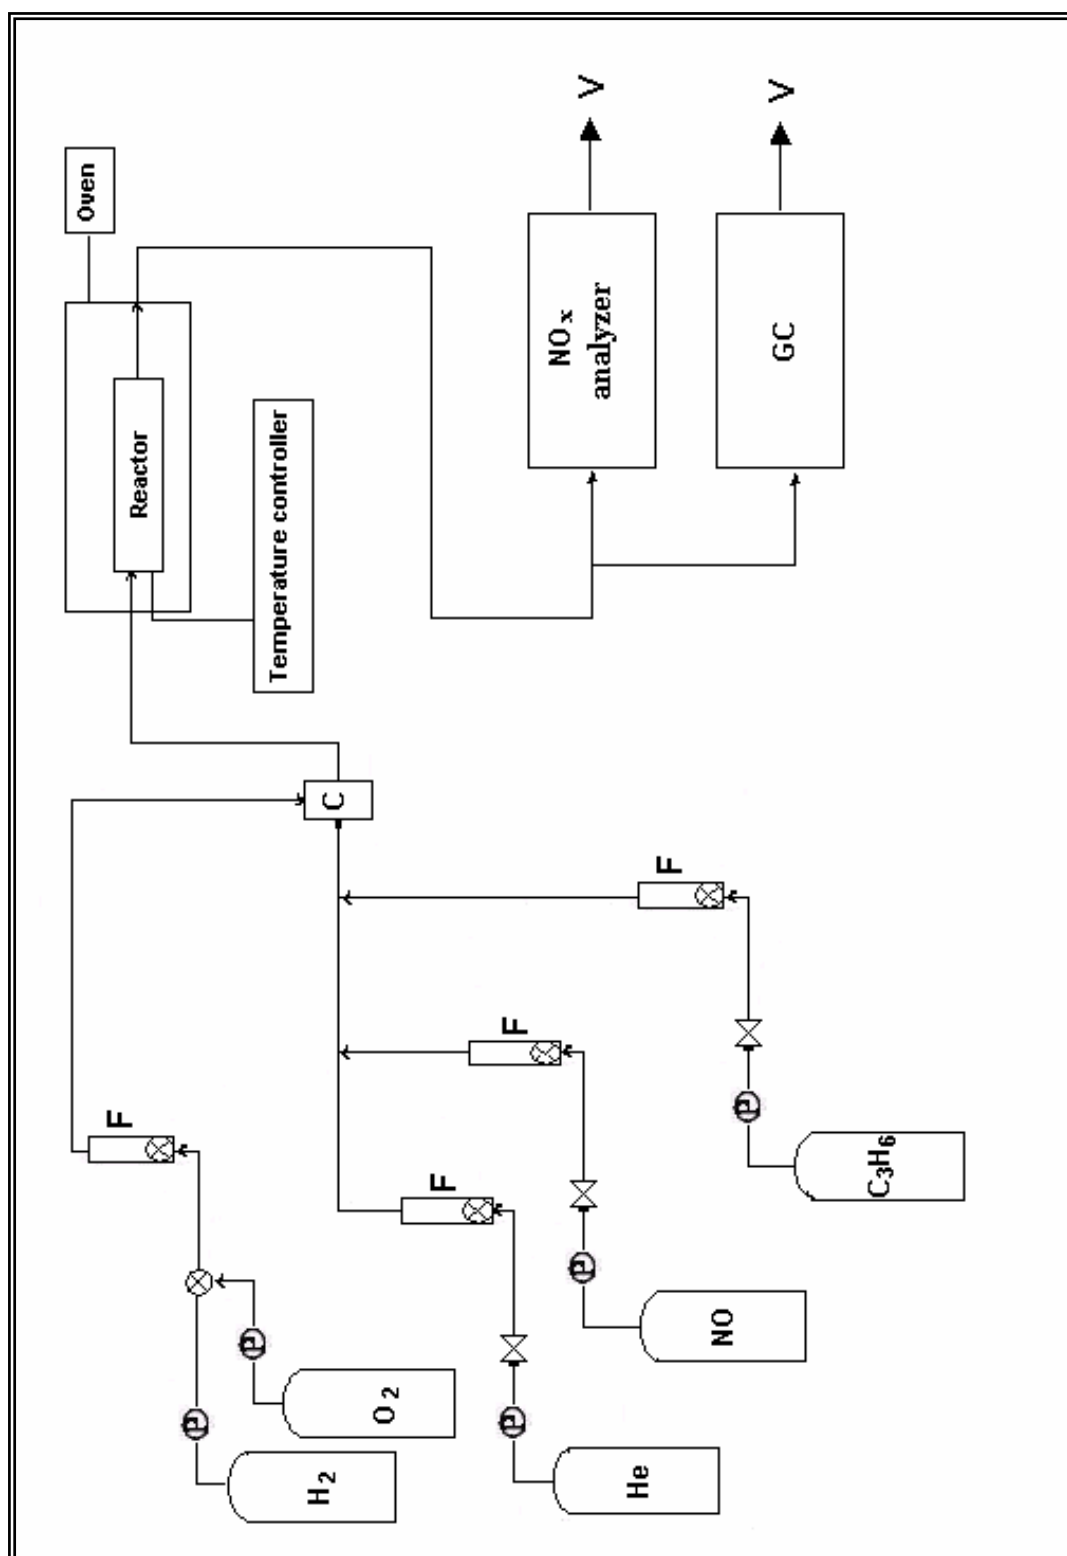 Oven
F
Reactor
P
P
Temperature controller
H2
C
O2
F
P
F
NOx
analyzer
V
P
He
F
NO
P
GC
V
C3H6